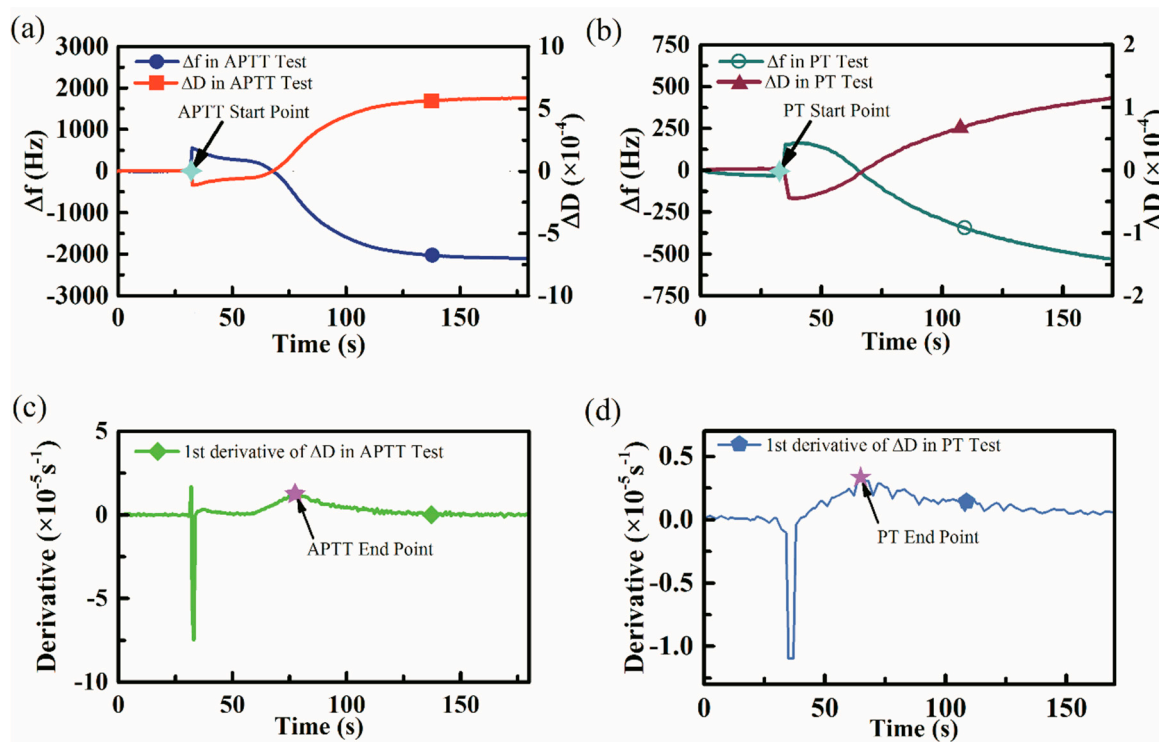 (a)
3000
2000
1000
0
-1000
-2000
-3000
Δf (Hz)
Δf in APTT Test
ΔD in APTT Test
APTT Start Point
10
5
0
-5
-10
ΔD (×10-4)
0
50
100
150
Time (s)
(b)
750
500
250
0
-250
-500
-750
Δf (Hz)
Δf in PT Test
ΔD in PT Test
PT Start Point
2
1
0
-1
-2
ΔD (×10-4)
0
50
100
150
Time (s)
(c)
5
0
-5
-10
Derivative (×10-5s-1)
1st derivative of ΔD in APTT Test
APTT End Point
0
50
100
150
Time (s)
(d)
0.5
0.0
-0.5
-1.0
Derivative (×10-5s-1)
1st derivative of ΔD in PT Test
PT End Point
0
50
100
150
Time (s)